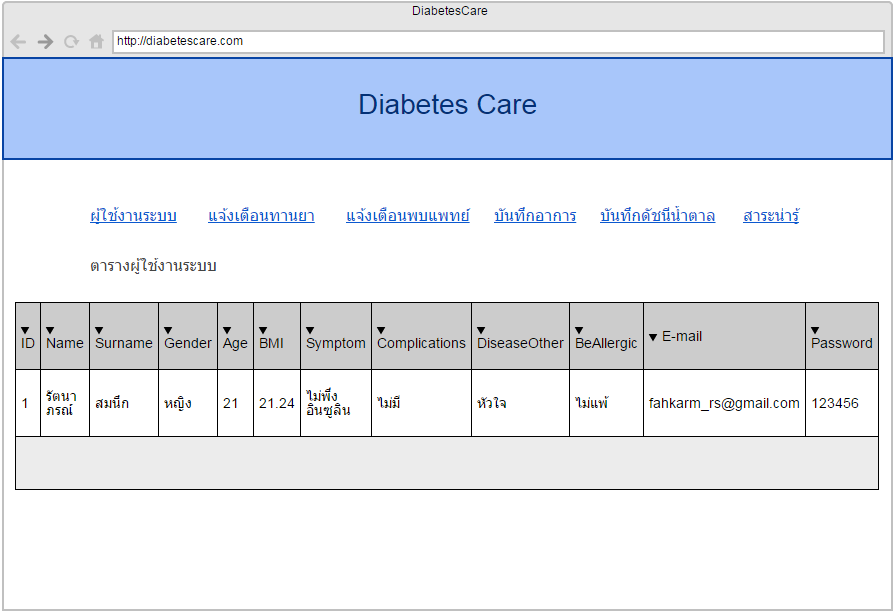 DiabetesCare
http://diabetescare.com
Diabetes Care
ผู้ใช้งานระบบ แจ้งเตือนทานยา แจ้งเตือนพบแพทย์ บันทึกอาการ บันทึกดัชนีน้ำตาล สาระน่ารู้
ตารางผู้ใช้งานระบบ
▼ID ▼Name ▼Surname ▼Gender ▼Age ▼BMI ▼Symptom ▼Complications ▼DiseaseOther ▼BeAllergic ▼E-mail ▼Password
1 รัตนาภรณ์ สมนึก หญิง 21 21.24 ไม่พึ่งอินซูลิน ไม่มี หัวใจ ไม่แพ้ fahkarm_rs@gmail.com 123456